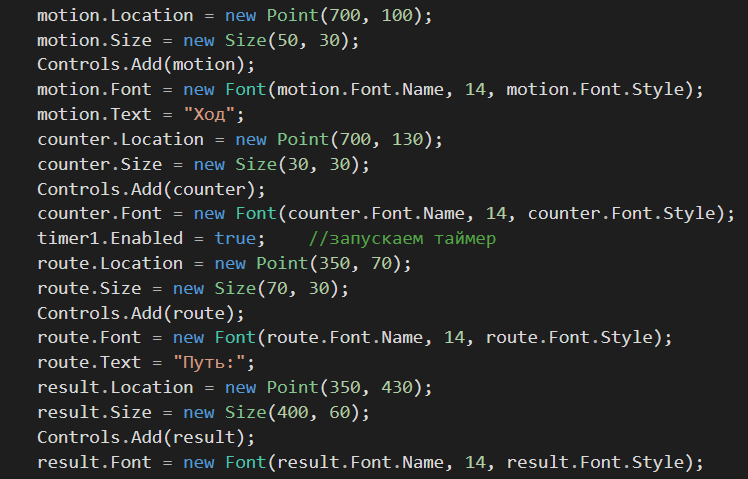 motion.Location = new Point(700, 100);
motion.Size = new Size(50, 30);
Controls.Add(motion);
motion.Font = new Font(motion.Font.Name, 14, motion.Font.Style);
motion.Text = "Ход";
counter.Location = new Point(700, 130);
counter.Size = new Size(30, 30);
Controls.Add(counter);
counter.Font = new Font(counter.Font.Name, 14, counter.Font.Style);
timer1.Enabled = true;    //запускаем таймер
route.Location = new Point(350, 70);
route.Size = new Size(70, 30);
Controls.Add(route);
route.Font = new Font(route.Font.Name, 14, route.Font.Style);
route.Text = "Путь:";
result.Location = new Point(350, 430);
result.Size = new Size(400, 60);
Controls.Add(result);
result.Font = new Font(result.Font.Name, 14, result.Font.Style);